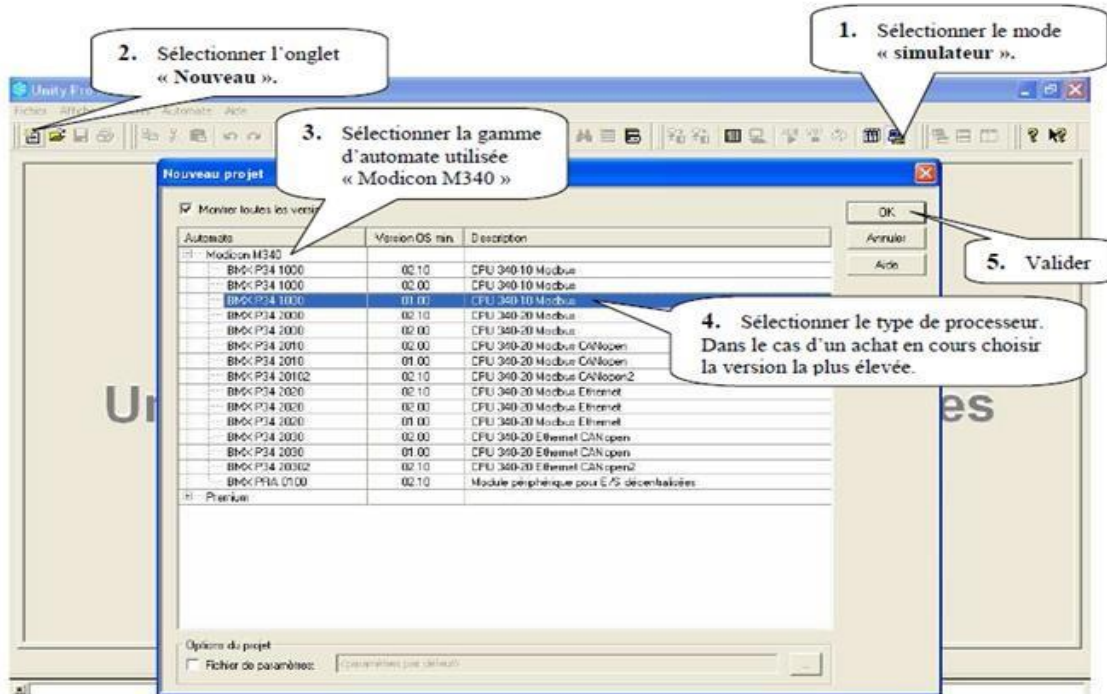 2. Sélectionner l'onglet
« Nouveau ».
1. Sélectionner le mode
« simulateur ».
Unity Pro
Automate Aide
3. Sélectionner la gamme
d'automate utilisée
« Modicon M340 »
Nouveau projet
Montrer toutes les versi
OK
Annuler
Aide
5. Valider
Automate Version OS min. Description
Modicon M340
BMX P34 1000 02.10 CPU 340-10 Modbus
BMX P34 1000 02.00 CPU 340-10 Modbus
BMX P34 1000 01.00 CPU 340-10 Modbus
BMX P34 2000 02.10 CPU 340-20 Modbus
BMX P34 2000 02.00 CPU 340-20 Modbus
BMX P34 2010 02.00 CPU 340-20 Modbus CANopen
BMX P34 2010 01.00 CPU 340-20 Modbus CANopen
BMX P34 20102 02.10 CPU 340-20 Modbus CANopen2
BMX P34 2020 02.10 CPU 340-20 Modbus Ethernet
BMX P34 2020 02.00 CPU 340-20 Modbus Ethernet
BMX P34 2020 01.00 CPU 340-20 Modbus Ethernet
BMX P34 2030 02.00 CPU 340-20 Ethernet CANopen
BMX P34 2030 01.00 CPU 340-20 Ethernet CANopen
BMX P34 20302 02.10 CPU 340-20 Ethernet CANopen2
BMX PRA 0100 02.10 Module périphérique pour E/S décentralisées
Premium
4. Sélectionner le type de processeur.
Dans le cas d'un achat en cours choisir
la version la plus élevée.
Un
es
Options du projet
Fichier de paramètres: <paramètres par défaut>
...